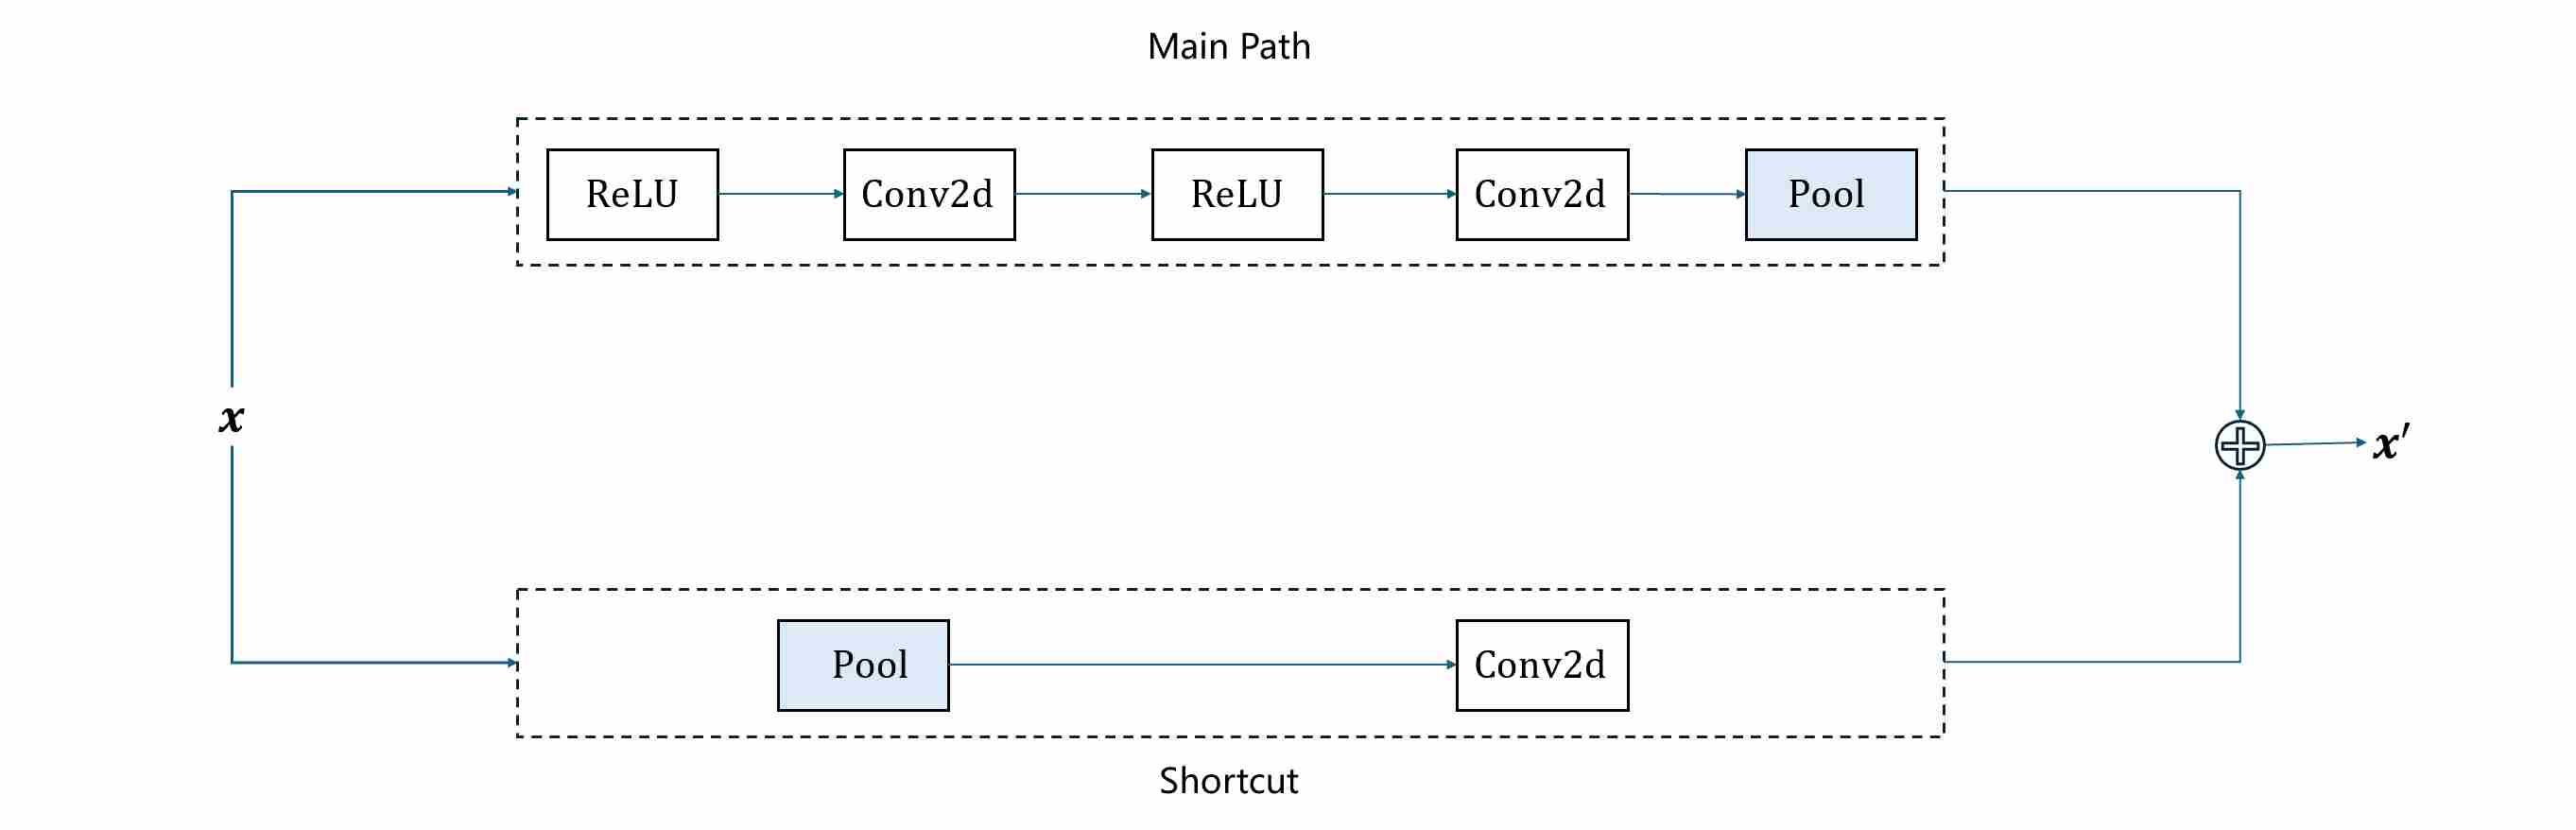 Main Path
ReLU Conv2d ReLU Conv2d Pool
x
x′
Pool Conv2d
Shortcut